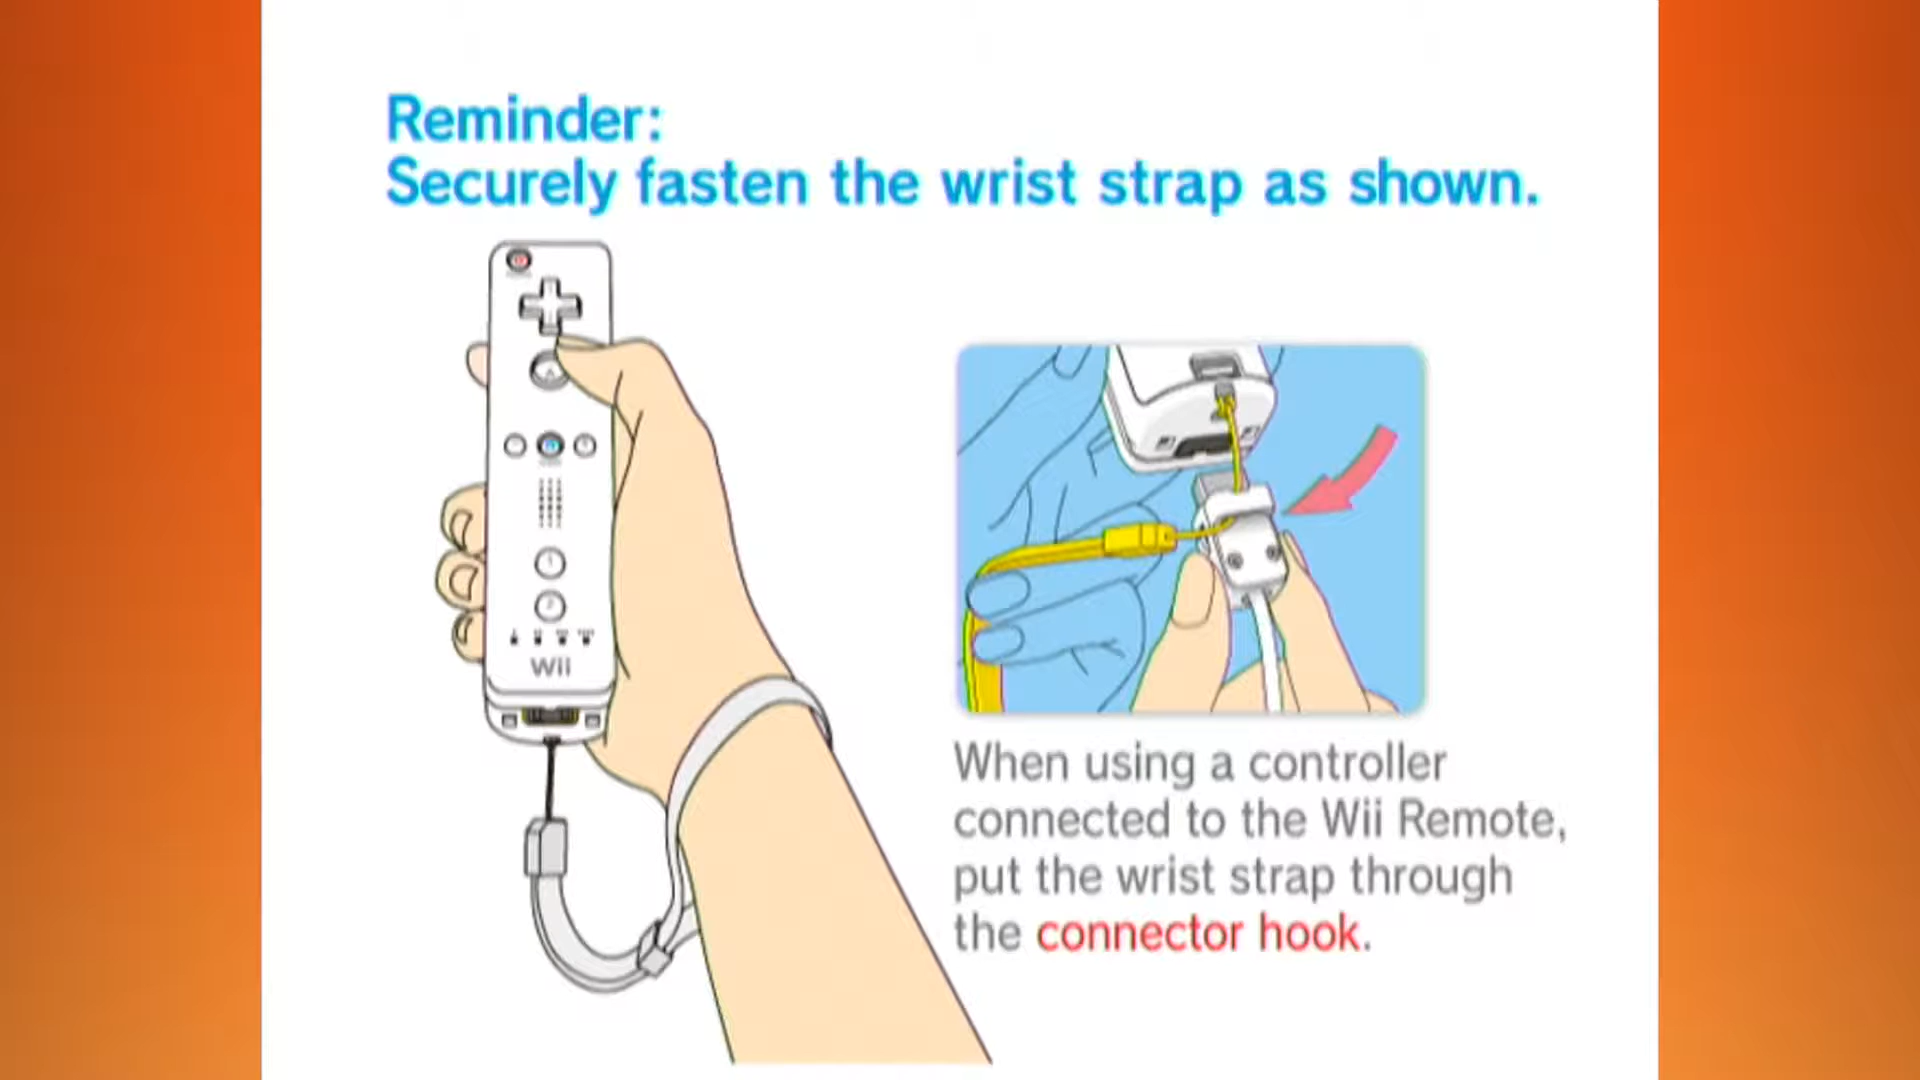 Reminder:
Securely fasten the wrist strap as shown.
Wii
When using a controller
connected to the Wii Remote,
put the wrist strap through
the connector hook.